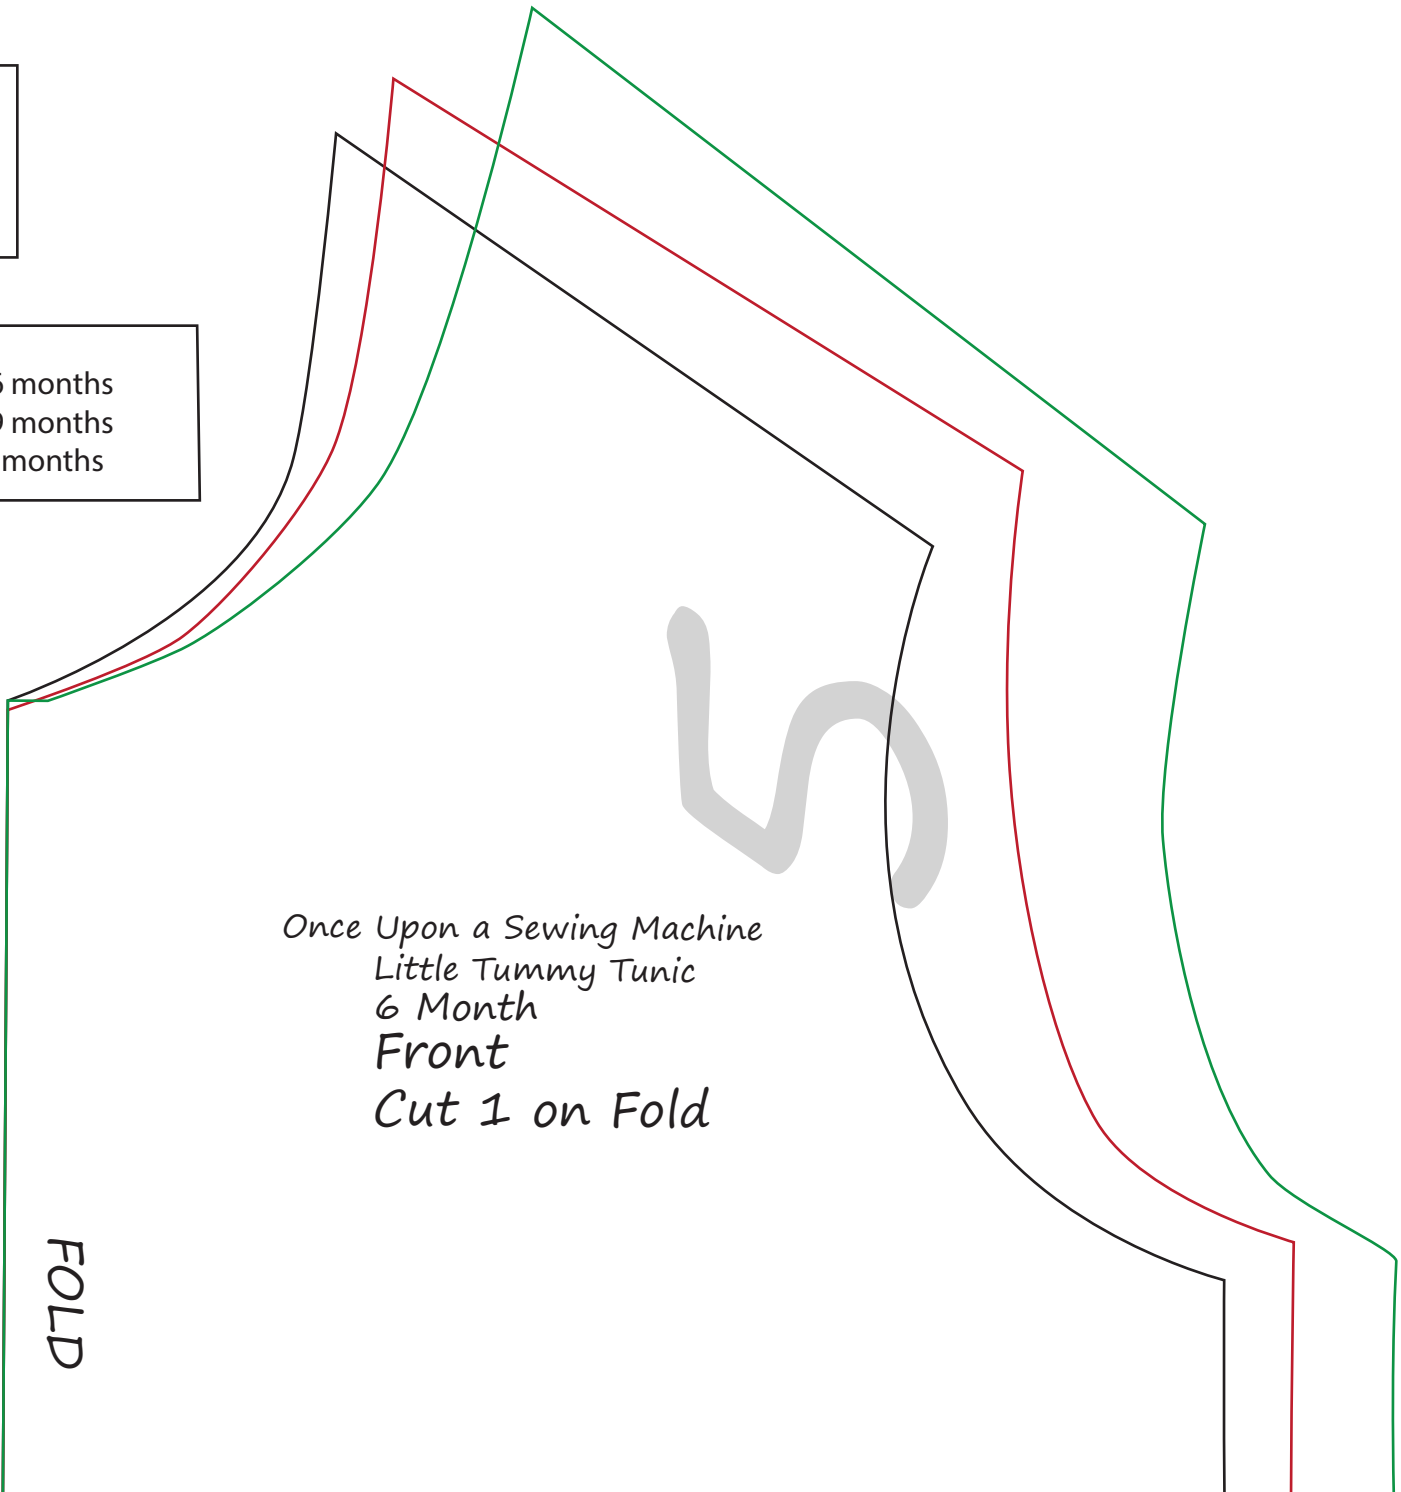 months
months
months
5
Once Upon a Sewing Machine
Little Tummy Tunic
6 Month
Front
Cut 1 on Fold
FOLD